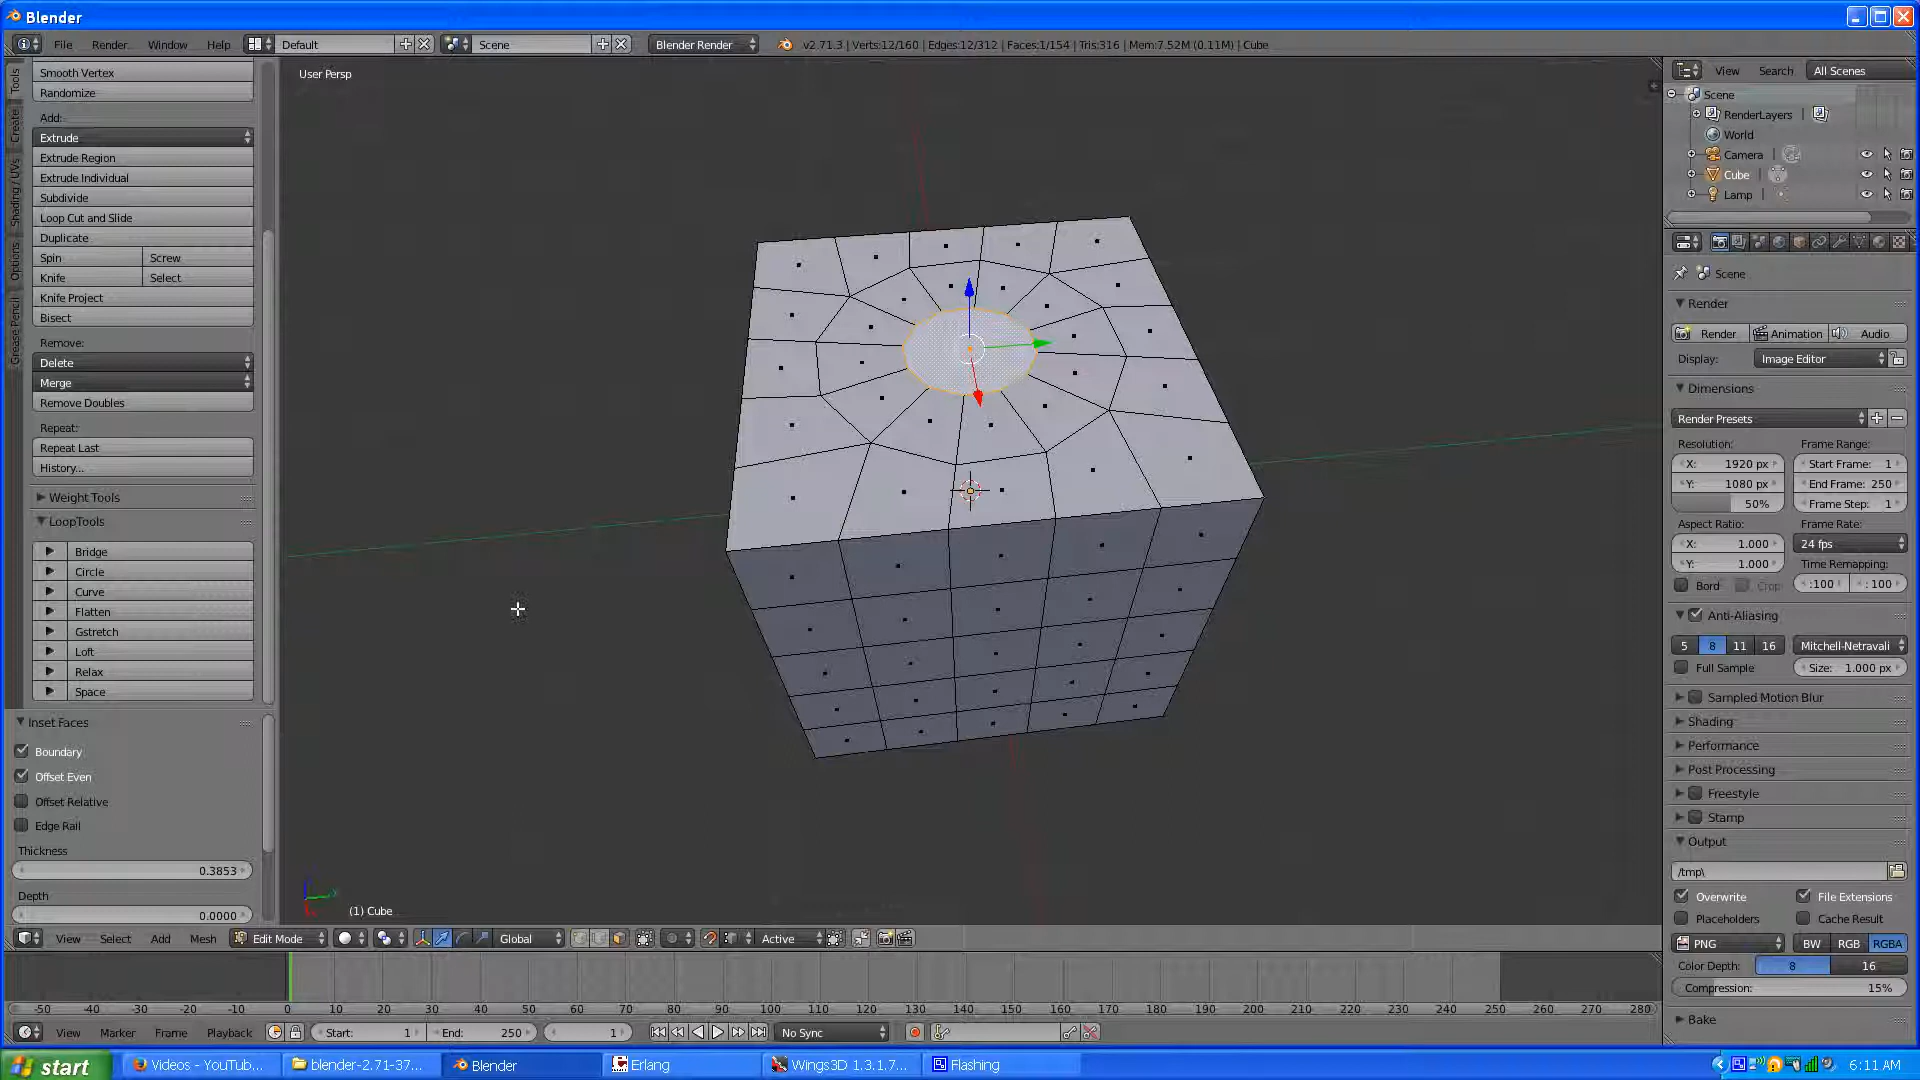 Blender
File Render Window Help Default Scene Blender Render v2.71.3 | Verts:12/160 | Edges:12/312 | Faces:1/154 | Tris:316 | Mem:7.52M (0.11M) | Cube
Tools
Create
Shading / UVs
Options
Grease Pencil
Smooth Vertex
Randomize
Add:
Extrude
Extrude Region
Extrude Individual
Subdivide
Loop Cut and Slide
Duplicate
Spin Screw
Knife Select
Knife Project
Bisect
Remove:
Delete
Merge
Remove Doubles
Repeat:
Repeat Last
History...
Weight Tools
LoopTools
Bridge
Circle
Curve
Flatten
Gstretch
Loft
Relax
Space
Inset Faces
Boundary
Offset Even
Offset Relative
Edge Rail
Thickness
0.3853
Depth
0.0000
User Persp
(1) Cube
View Select Add Mesh Edit Mode Global Active
View Search All Scenes
Scene
RenderLayers
World
Camera
Cube
Lamp
Scene
Render
Render Animation Audio
Display: Image Editor
Dimensions
Render Presets
Resolution: Frame Range:
X: 1920 px Start Frame: 1
Y: 1080 px End Frame: 250
50% Frame Step: 1
Aspect Ratio: Frame Rate:
X: 1.000 24 fps
Y: 1.000 Time Remapping:
Bord Crop :100 : 100
Anti-Aliasing
5 8 11 16 Mitchell-Netravali
Full Sample Size: 1.000 px
Sampled Motion Blur
Shading
Performance
Post Processing
Freestyle
Stamp
Output
/tmp\
Overwrite File Extensions
Placeholders Cache Result
PNG BW RGB RGBA
Color Depth: 8 16
Compression: 15%
Bake
-50 -40 -30 -20 -10 0 10 20 30 40 50 60 70 80 90 100 110 120 130 140 150 160 170 180 190 200 210 220 230 240 250 260 270 280
View Marker Frame Playback Start: 1 End: 250 1 No Sync
start Videos - YouTub... blender-2.71-37... Blender Erlang Wings3D 1.3.1.7... Flashing 6:11 AM